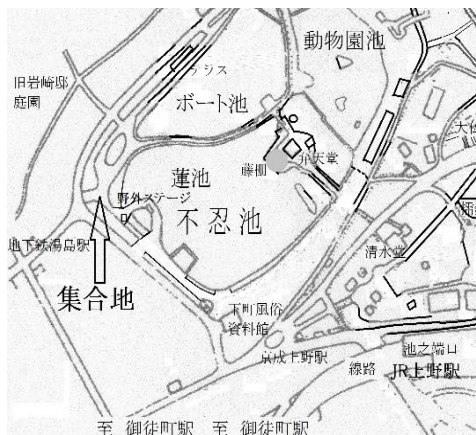 動物園池
旧岩崎邸
庭園
ボート池
弁天堂
藤棚
蓮池
野外ステージ
不忍池
地下鉄湯島駅
清水堂
集合地
下町風俗
資料館
京成上野駅
池之端口
線路
JR上野駅
至 御徒町駅 至 御徒町駅